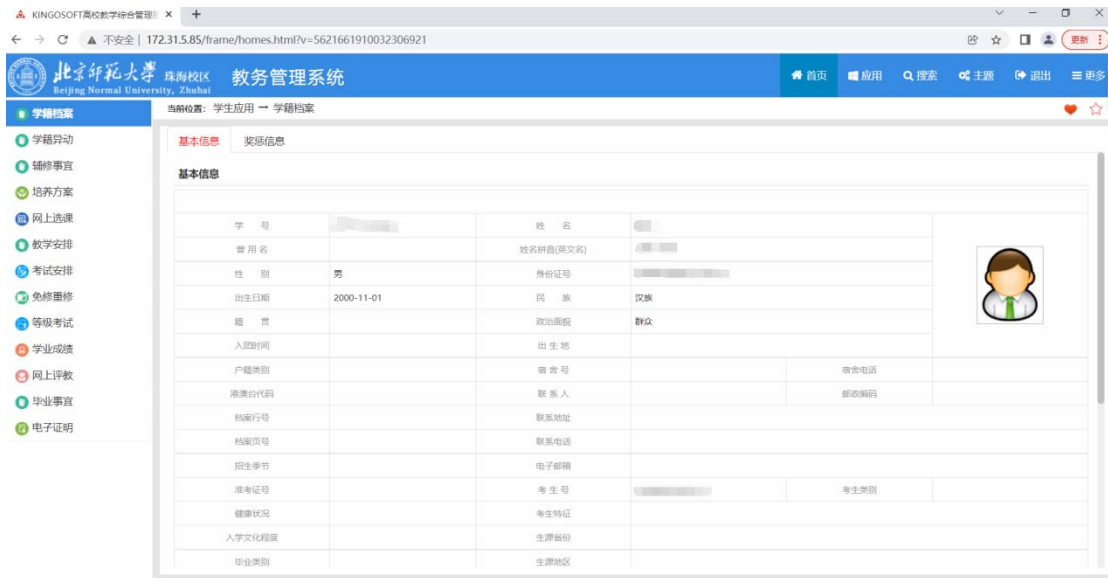 KINGOSOFT高校教学综合管理
不安全 | 172.31.5.85/frame/homes.html?v=5621661910032306921
更新
北京师范大学 珠海校区 教务管理系统
Beijing Normal University, Zhuhai
首页 应用 搜索 主题 退出 更多
学籍档案
学籍异动
辅修事宜
培养方案
网上选课
教学安排
考试安排
免修重修
等级考试
学业成绩
网上评教
毕业事宜
电子证明
当前位置: 学生应用 → 学籍档案
基本信息 奖惩信息
基本信息
学 号 姓 名
曾用名 姓名拼音(英文名)
性 别 男 身份证号
出生日期 2000-11-01 民 族 汉族
籍 贯 政治面貌 群众
入团时间 出 生 地
户籍类别 宿 舍 号 宿舍电话
港澳台代码 联 系 人 邮政编码
档案行号 联系地址
档案页号 联系电话
招生季节 电子邮箱
准考证号 考 生 号 考生类别
健康状况 考生特征
入学文化程度 生源省份
毕业类别 生源地区